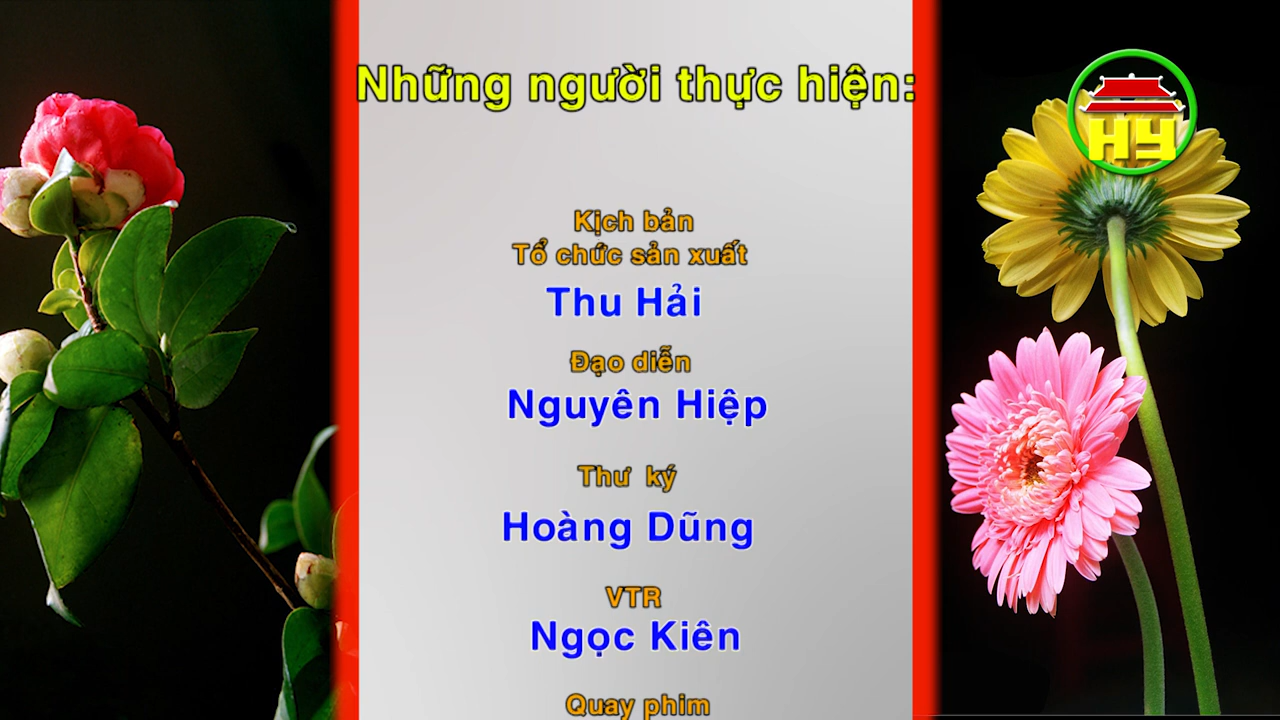 Những người thực hiện:
HY
Kịch bản
Tổ chức sản xuất
Thu Hải
Đạo diễn
Nguyên Hiệp
Thư ký
Hoàng Dũng
VTR
Ngọc Kiên
Quay phim